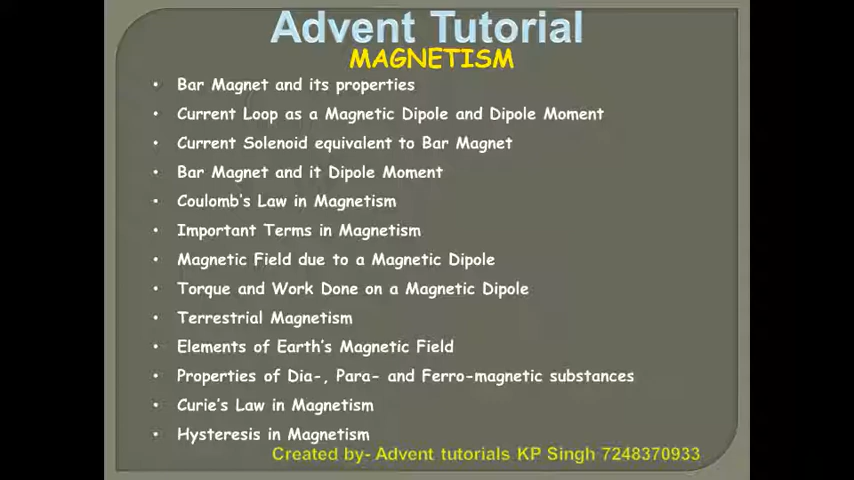 Advent Tutorial
MAGNETISM
• Bar Magnet and its properties
• Current Loop as a Magnetic Dipole and Dipole Moment
• Current Solenoid equivalent to Bar Magnet
• Bar Magnet and it Dipole Moment
• Coulomb's Law in Magnetism
• Important Terms in Magnetism
• Magnetic Field due to a Magnetic Dipole
• Torque and Work Done on a Magnetic Dipole
• Terrestrial Magnetism
• Elements of Earth's Magnetic Field
• Properties of Dia-, Para- and Ferro-magnetic substances
• Curie's Law in Magnetism
• Hysteresis in Magnetism
Created by- Advent tutorials KP Singh 7248370933